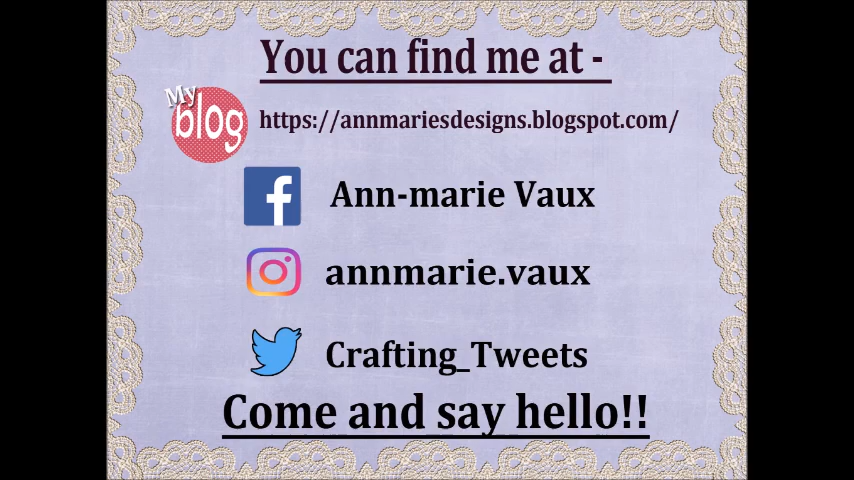 You can find me at -
My
blog
https://annmariesdesigns.blogspot.com/
Ann-marie Vaux
annmarie.vaux
Crafting_Tweets
Come and say hello!!